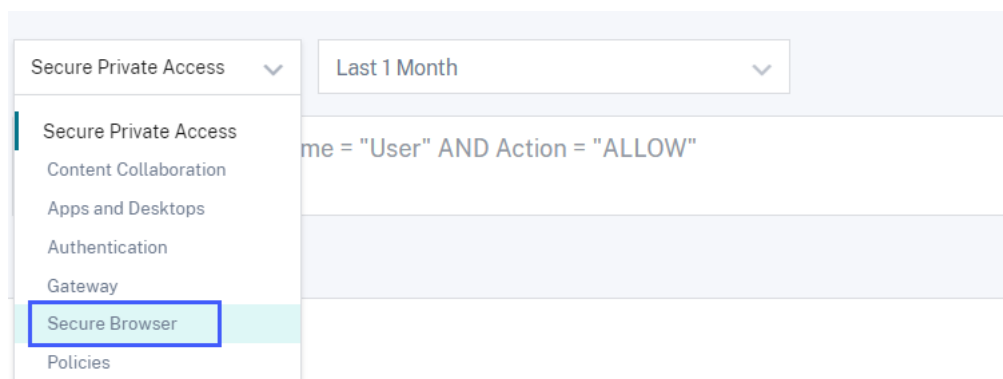 Secure Private Access
Last 1 Month
Secure Private Access
me = "User" AND Action = "ALLOW"
Content Collaboration
Apps and Desktops
Authentication
Gateway
Secure Browser
Policies